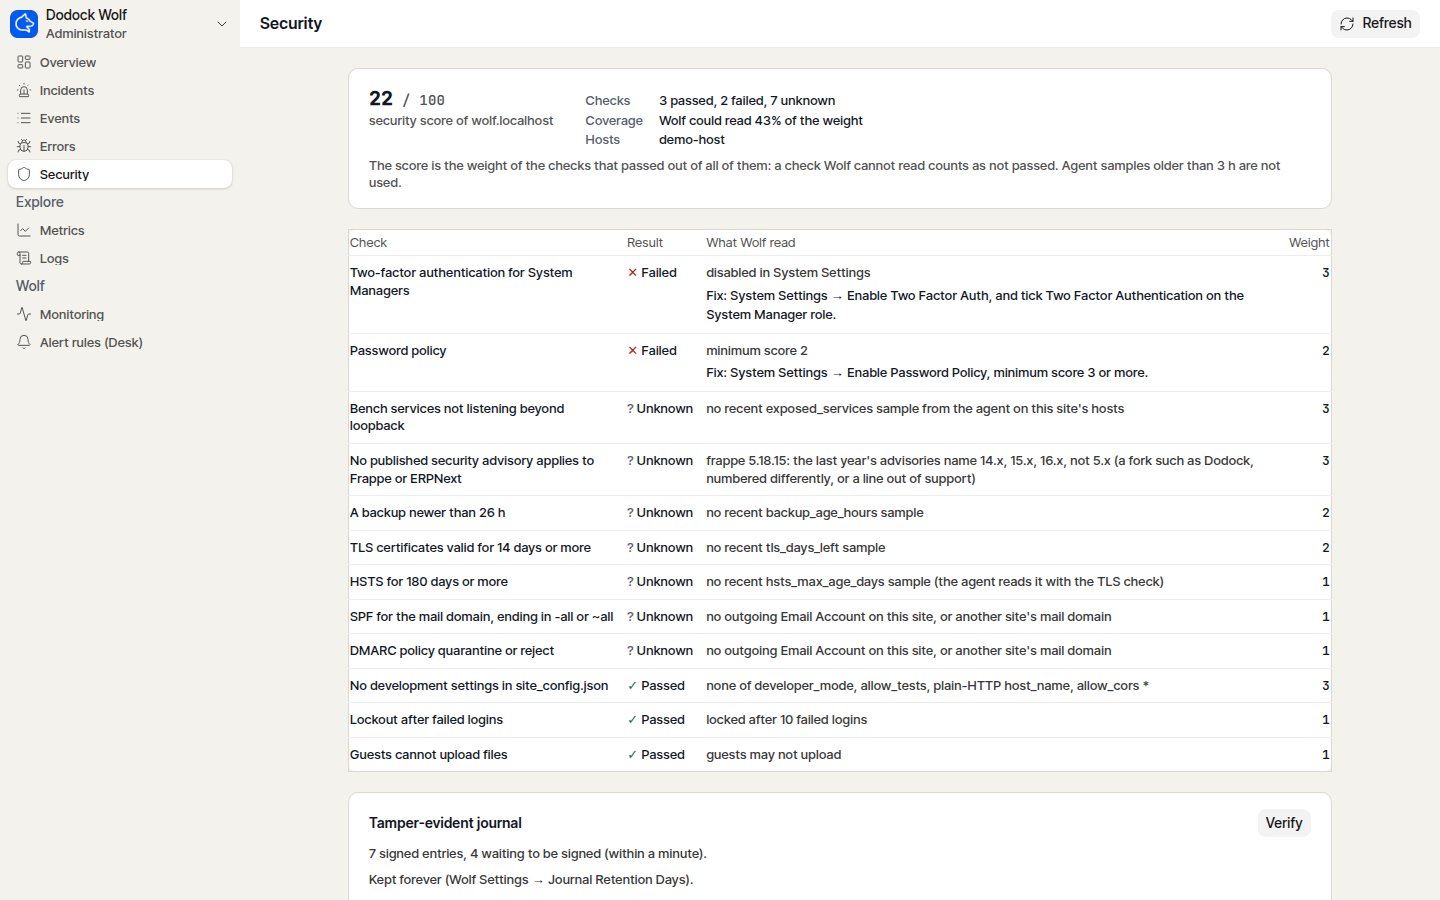 Dodock Wolf
Administrator
Overview
Incidents
Events
Errors
Security
Explore
Metrics
Logs
Wolf
Monitoring
Alert rules (Desk)
Security
Refresh
22 / 100
security score of wolf.localhost
Checks 3 passed, 2 failed, 7 unknown
Coverage Wolf could read 43% of the weight
Hosts demo-host
The score is the weight of the checks that passed out of all of them: a check Wolf cannot read counts as not passed. Agent samples older than 3 h are not
used.
Check Result What Wolf read Weight
Two-factor authentication for System
Managers
✕ Failed
disabled in System Settings
Fix: System Settings → Enable Two Factor Auth, and tick Two Factor Authentication on the
System Manager role.
3
Password policy
✕ Failed
minimum score 2
Fix: System Settings → Enable Password Policy, minimum score 3 or more.
2
Bench services not listening beyond
loopback
? Unknown
no recent exposed_services sample from the agent on this site's hosts
3
No published security advisory applies to
Frappe or ERPNext
? Unknown
frappe 5.18.15: the last year's advisories name 14.x, 15.x, 16.x, not 5.x (a fork such as Dodock,
numbered differently, or a line out of support)
3
A backup newer than 26 h ? Unknown no recent backup_age_hours sample 2
TLS certificates valid for 14 days or more ? Unknown no recent tls_days_left sample 2
HSTS for 180 days or more ? Unknown no recent hsts_max_age_days sample (the agent reads it with the TLS check) 1
SPF for the mail domain, ending in -all or ~all ? Unknown no outgoing Email Account on this site, or another site's mail domain 1
DMARC policy quarantine or reject ? Unknown no outgoing Email Account on this site, or another site's mail domain 1
No development settings in site_config.json ✓ Passed none of developer_mode, allow_tests, plain-HTTP host_name, allow_cors * 3
Lockout after failed logins ✓ Passed locked after 10 failed logins 1
Guests cannot upload files ✓ Passed guests may not upload 1
Tamper-evident journal
Verify
7 signed entries, 4 waiting to be signed (within a minute).
Kept forever (Wolf Settings → Journal Retention Days).